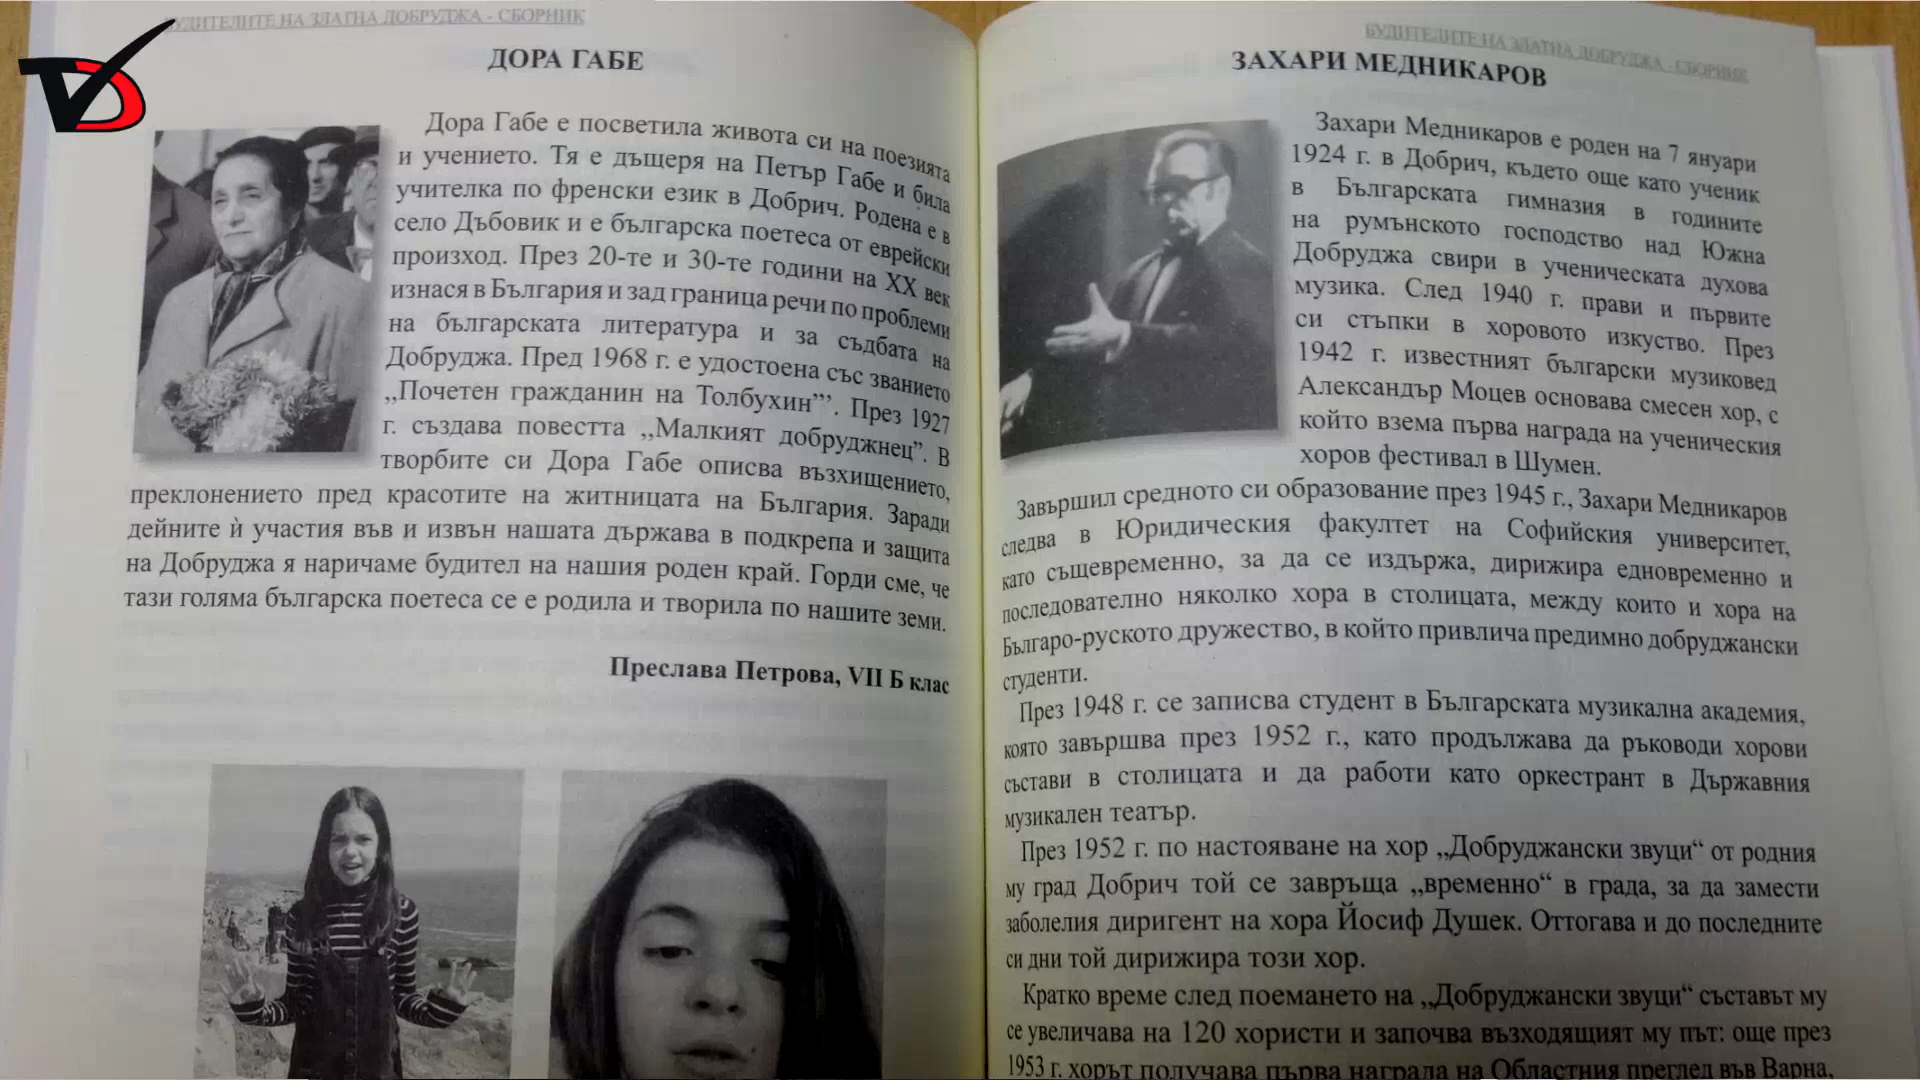 БУДИТЕЛИТЕ НА ЗЛАТНА ДОБРУДЖА - СБОРНИК
ДОРА ГАБЕ
Дора Габе е посветила живота си на поезията
и учението. Тя е дъщеря на Петър Габе и била
учителка по френски език в Добрич. Родена е в
село Дъбовик и е българска поетеса от еврейски
произход. През 20-те и 30-те години на XX век
изнася в България и зад граница речи по проблеми
на българската литература и за съдбата на
Добруджа. Пред 1968 г. е удостоена със званието
,,Почетен гражданин на Толбухин”’. През 1927
г. създава повестта ,,Малкият добруджнец”. В
творбите си Дора Габе описва възхищението,
преклонението пред красотите на житницата на България. Заради
дейните ѝ участия във и извън нашата държава в подкрепа и защита
на Добруджа я наричаме будител на нашия роден край. Горди сме, че
тази голяма българска поетеса се е родила и творила по нашите земи.
Преслава Петрова, VII Б клас
БУДИТЕЛИТЕ НА ЗЛАТНА ДОБРУДЖА - СБОРНИК
ЗАХАРИ МЕДНИКАРОВ
Захари Медникаров е роден на 7 януари
1924 г. в Добрич, където още като ученик
в Българската гимназия в годините
на румънското господство над Южна
Добруджа свири в ученическата духова
музика. След 1940 г. прави и първите
си стъпки в хоровото изкуство. През
1942 г. известният български музиковед
Александър Моцев основава смесен хор, с
който взема първа награда на ученическия
хоров фестивал в Шумен.
Завършил средното си образование през 1945 г., Захари Медникаров
следва в Юридическия факултет на Софийския университет,
като същевременно, за да се издържа, дирижира едновременно и
последователно няколко хора в столицата, между които и хора на
Българо-руското дружество, в който привлича предимно добруджански
студенти.
През 1948 г. се записва студент в Българската музикална академия,
която завършва през 1952 г., като продължава да ръководи хорови
състави в столицата и да работи като оркестрант в Държавния
музикален театър.
През 1952 г. по настояване на хор „Добруджански звуци“ от родния
му град Добрич той се завръща „временно“ в града, за да замести
заболелия диригент на хора Йосиф Душек. Оттогава и до последните
си дни той дирижира този хор.
Кратко време след поемането на „Добруджански звуци“ съставът му
се увеличава на 120 хористи и започва възходящият му път: още през
1953 г. хорът получава първа награда на Областния преглед във Варна,